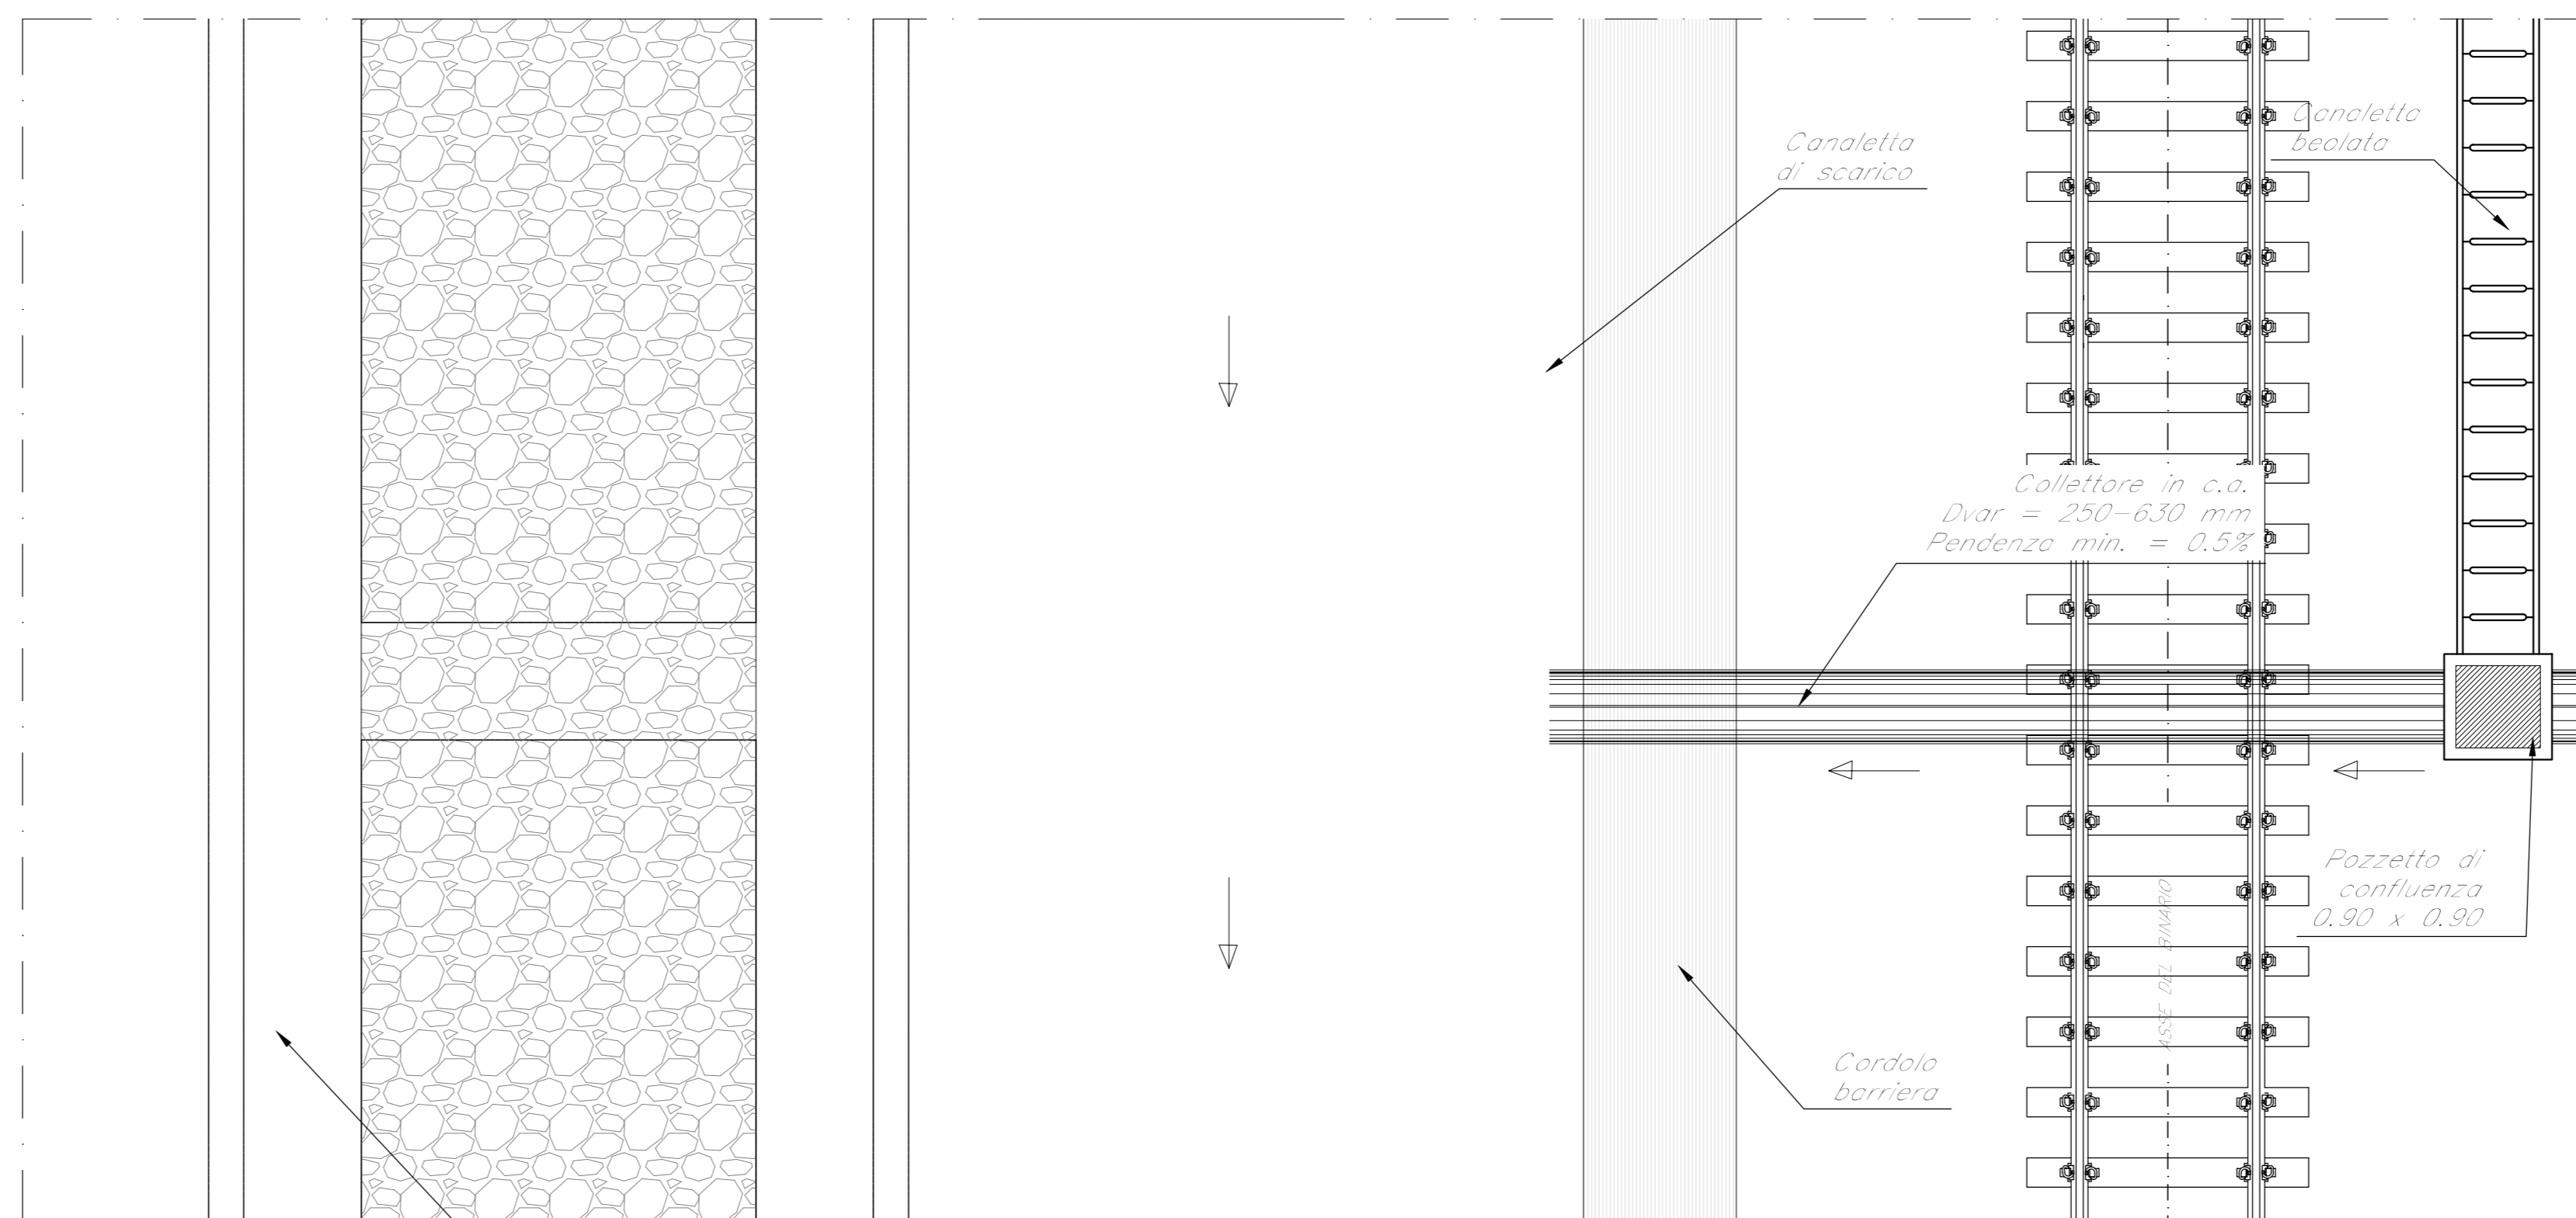 Canaletta
beolata
Canaletta
di scarico
Collettore in c.a.
Dvar = 250-630 mm
Pendenza min. = 0.5%
Pozzetto di
confluenza
0.90 x 0.90
ASSE DEL BINARIO
Cordolo
barriera